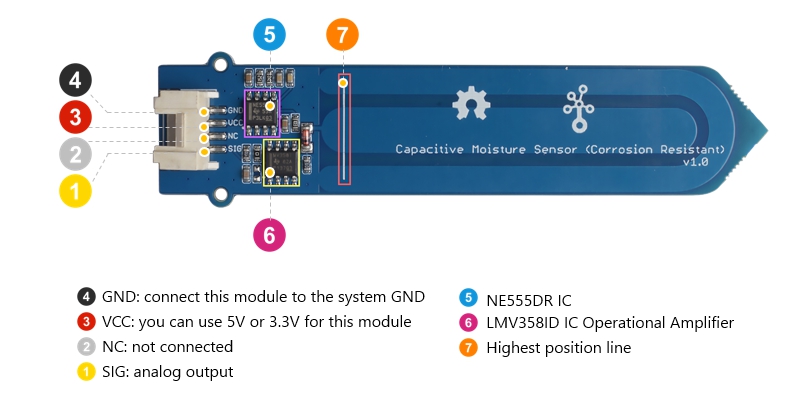 5
7
4
3
2
1
6
GND
VCC
NC
SIG
Capacitive Moisture Sensor (Corrosion Resistant)
v1.0
4 GND: connect this module to the system GND
3 VCC: you can use 5V or 3.3V for this module
2 NC: not connected
1 SIG: analog output
5 NE555DR IC
6 LMV358ID IC Operational Amplifier
7 Highest position line